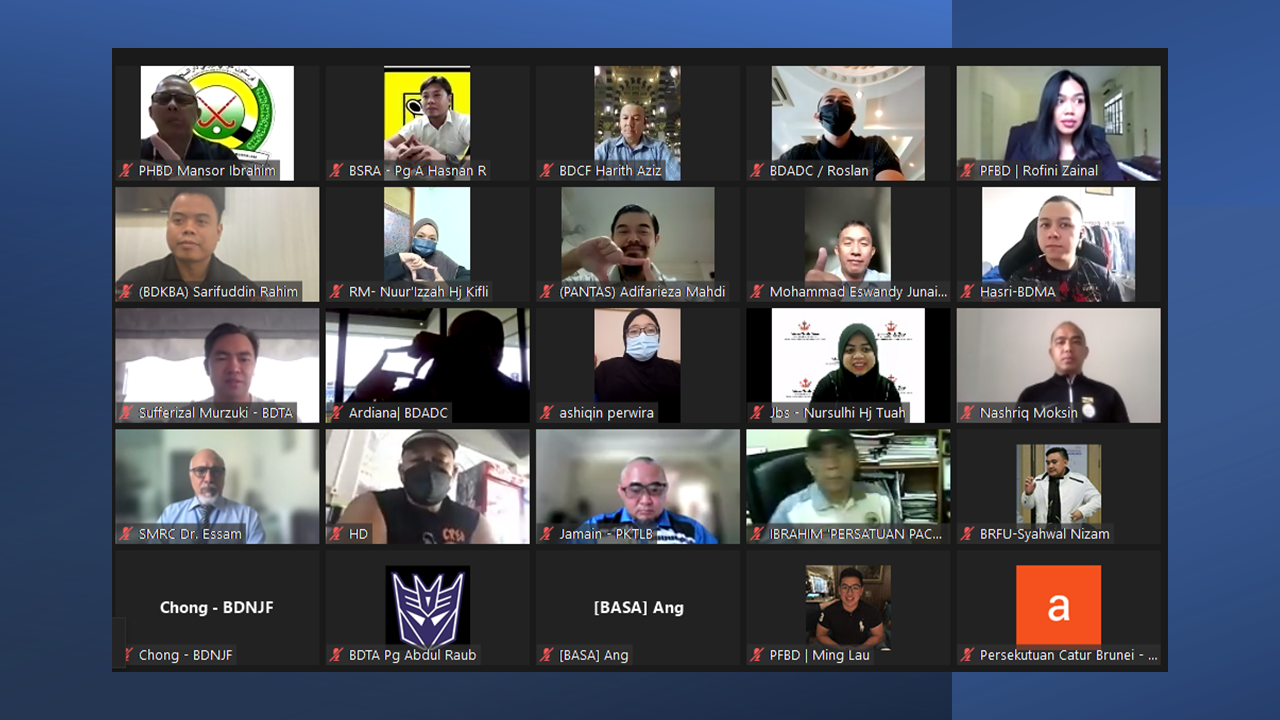 PHBD Mansor Ibrahim
BSRA - Pg A Hasnan R
BDCF Harith Aziz
BDADC / Roslan
PFBD | Rofini Zainal
(BDKBA) Sarifuddin Rahim
RM- Nuur'Izzah Hj Kifli
(PANTAS) Adifarieza Mahdi
Mohammad Eswandy Junai...
Hasri-BDMA
Sufferizal Murzuki - BDTA
Ardiana| BDADC
ashiqin perwira
Jbs - Nursulhi Hj Tuah
Nashriq Moksin
SMRC Dr. Essam
HD
Jamain - PKTLB
IBRAHIM 'PERSATUAN PAC...
BRFU-Syahwal Nizam
Chong - BDNJF
[BASA] Ang
a
Chong - BDNJF
BDTA Pg Abdul Raub
[BASA] Ang
PFBD | Ming Lau
Persekutuan Catur Brunei - ...